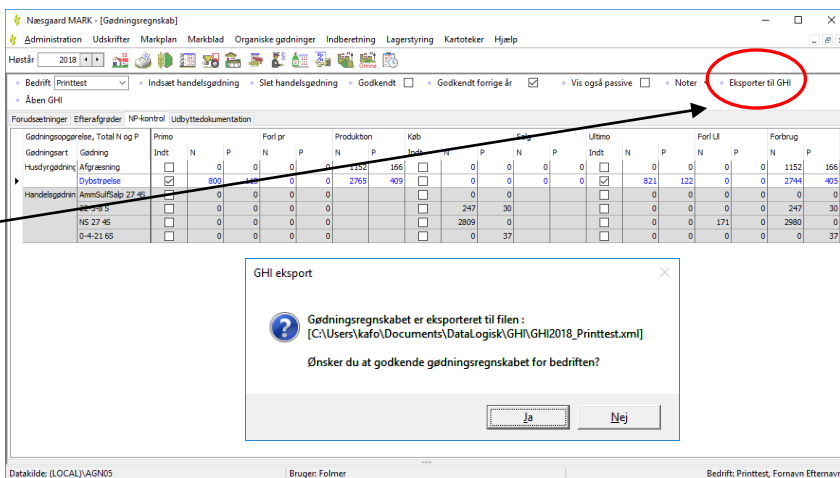 Næsgaard MARK - [Gødningsregnskab]
Administration Udskrifter Markplan Markblad Organiske gødninger Indberetning Lagerstyring Kartoteker Hjælp
Høstår 2018 Online
Bedrift Printtest Indsæt handelsgødning Slet handelsgødning Godkendt Godkendt forrige år Vis også passive Noter Eksporter til GHI
Åben GHI
Forudsætninger Efterafgrøder NP-kontrol Udbyttedokumentation
Gødningsopgørelse, Total N og P Primo Forl pr Produktion Køb Salg Ultimo Forl Ul Forbrug
Gødningsart Gødning Indt N P N P N P Indt N P N P Indt N P N P N P
Husdyrgødning Afgræsning 0 0 0 0 1152 166 0 0 0 0 0 0 0 0 1152 166
Dybstrøelse 800 118 0 0 2765 409 0 0 0 0 821 122 0 0 2744 405
Handelsgødnin AmmSulfSalp 27 4S 0 0 0 0 0 0 0 0 0 0 0 0
22-3-8 S 0 0 0 0 247 30 0 0 0 0 247 30
NS 27 4S 0 0 0 0 2809 0 0 0 171 0 2980 0
0-4-21 6S 0 0 0 0 0 37 0 0 0 0 0 37
GHI eksport
Gødningsregnskabet er eksporteret til filen :
[C:\Users\kafo\Documents\DataLogisk\GHI\GHI2018_Printtest.xml]
Ønsker du at godkende gødningsregnskabet for bedriften?
Ja Nej
Datakilde: (LOCAL)\AGN05 Bruger: Folmer Bedrift: Printtest, Fornavn Efternavn